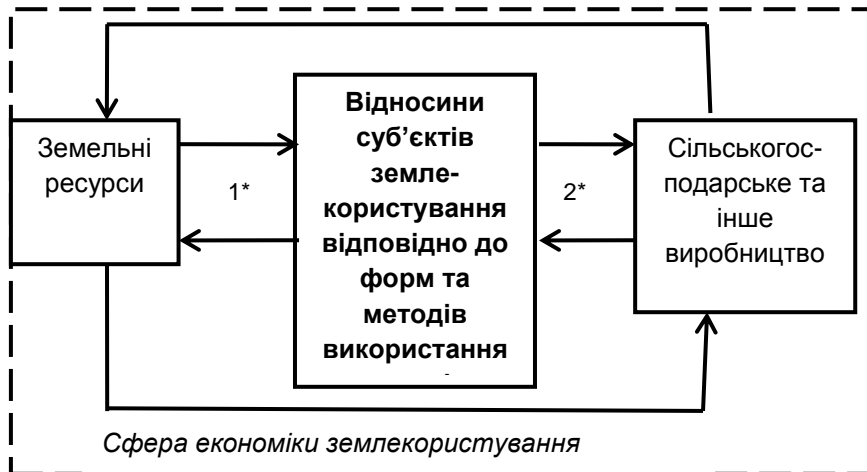 Земельні
ресурси
1*
Відносини
суб’єктів
земле-
користування
відповідно до
форм та
методів
використання
2*
Сільськогос-
подарське та
інше
виробництво
Сфера економіки землекористування